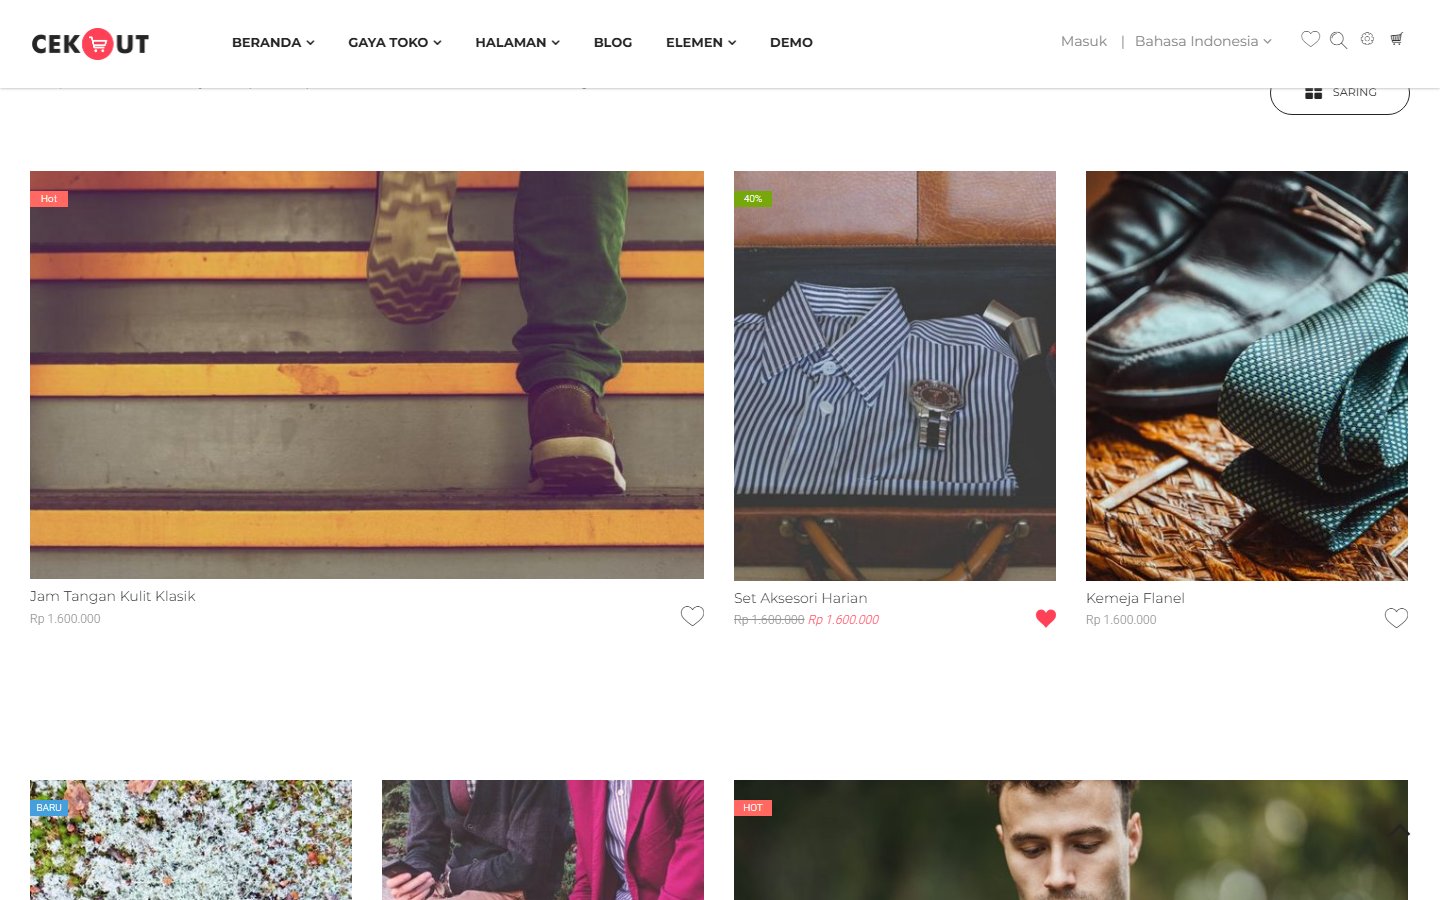 CEK UT
BERANDA
GAYA TOKO
HALAMAN
BLOG
ELEMEN
DEMO
Masuk | Bahasa Indonesia
SARING
Hot
40%
Jam Tangan Kulit Klasik
Rp 1.600.000
Set Aksesori Harian
Rp 1.600.000 Rp 1.600.000
Kemeja Flanel
Rp 1.600.000
BARU
HOT